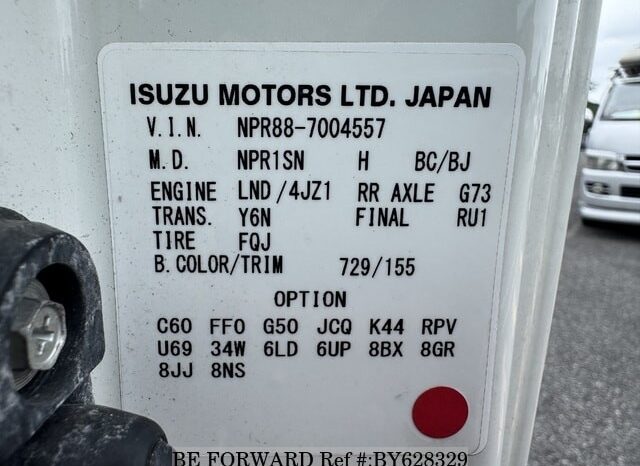 ISUZU MOTORS LTD. JAPAN
V.I.N. NPR88-7004557
M.D. NPR1SN H BC/BJ
ENGINE LND/4JZ1 RR AXLE G73
TRANS. Y6N FINAL RU1
TIRE FQJ
B.COLOR/TRIM 729/155
OPTION
C60 FF0 G50 JCQ K44 RPV
U69 34W 6LD 6UP 8BX 8GR
8JJ 8NS
BE FORWARD Ref #:BY628329